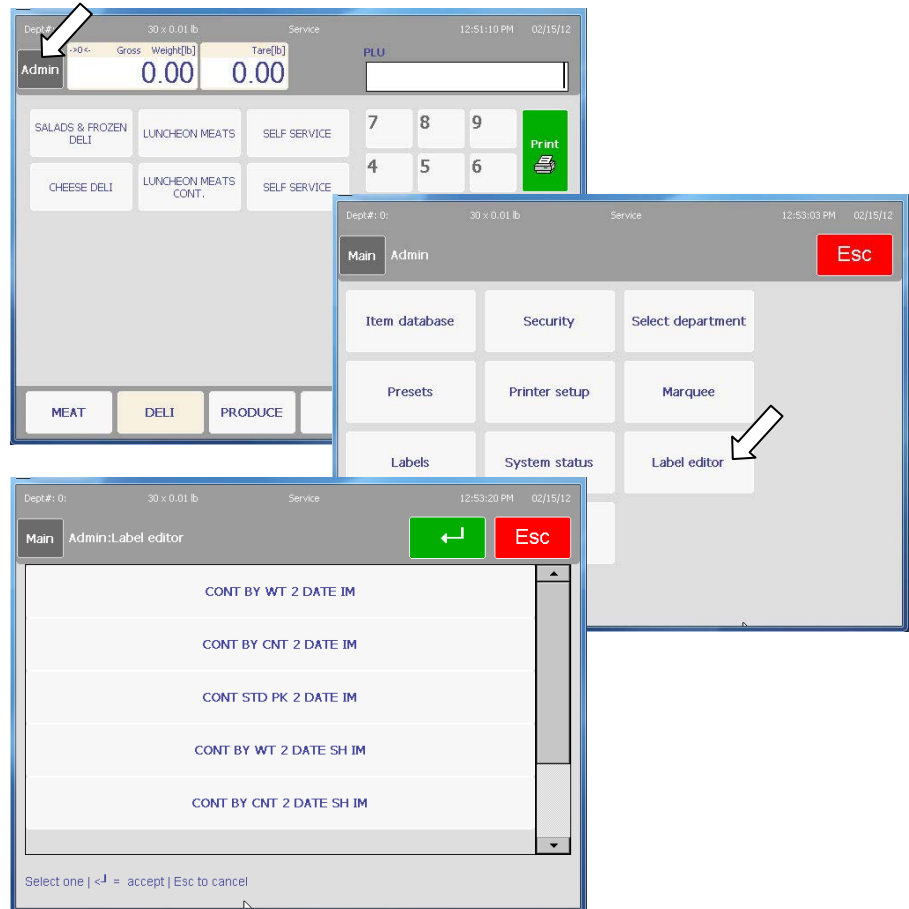 Dept#: 30 x 0.01 lb Service 12:51:10 PM 02/15/12
->0<- Gross Weight[lb] Tare[lb] PLU
Admin 0.00 0.00
SALADS & FROZEN DELI LUNCHEON MEATS SELF SERVICE 7 8 9 Print
CHEESE DELI LUNCHEON MEATS CONT. SELF SERVICE 4 5 6
MEAT DELI PRODUCE
Dept#: 0: 30 x 0.01 lb Service 12:53:03 PM 02/15/12
Main Admin Esc
Item database Security Select department
Presets Printer setup Marquee
Labels System status Label editor
Dept#: 0: 30 x 0.01 lb Service 12:53:20 PM 02/15/12
Main Admin:Label editor Esc
CONT BY WT 2 DATE IM
CONT BY CNT 2 DATE IM
CONT STD PK 2 DATE IM
CONT BY WT 2 DATE SH IM
CONT BY CNT 2 DATE SH IM
Select one | <┘ = accept | Esc to cancel